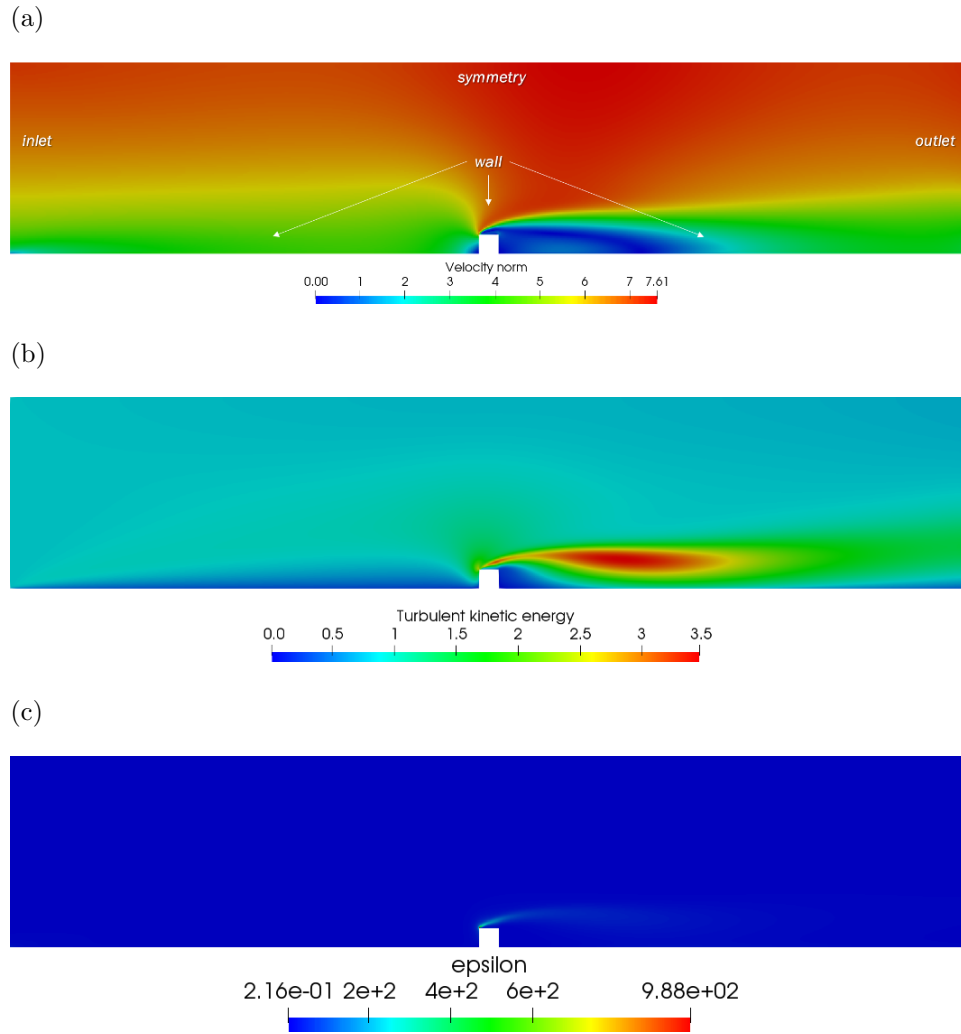 (a)
symmetry
inlet
outlet
wall
Velocity norm
0.00 1 2 3 4 5 6 7 7.61
(b)
Turbulent kinetic energy
0.0 0.5 1 1.5 2 2.5 3 3.5
(c)
epsilon
2.16e-01 2e+2 4e+2 6e+2 9.88e+02